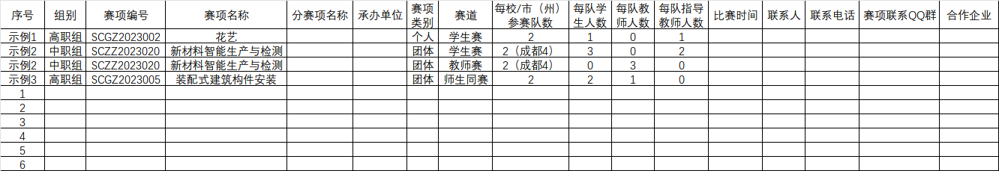 序号 组别 赛项编号 赛项名称 分赛项名称 承办单位 赛项类别 赛道 每校/市（州）参赛队数 每队学生人数 每队教师人数 每队指导教师人数 比赛时间 联系人 联系电话 赛项联系QQ群 合作企业
示例1 高职组 SCGZ2023002 花艺 个人 学生赛 2 1 0 1
示例2 中职组 SCZZ2023020 新材料智能生产与检测 团体 学生赛 2（成都4） 3 0 2
示例2 中职组 SCZZ2023020 新材料智能生产与检测 团体 教师赛 2（成都4） 0 3 0
示例3 高职组 SCGZ2023005 装配式建筑构件安装 团体 师生同赛 2 2 1 0
1
2
3
4
5
6